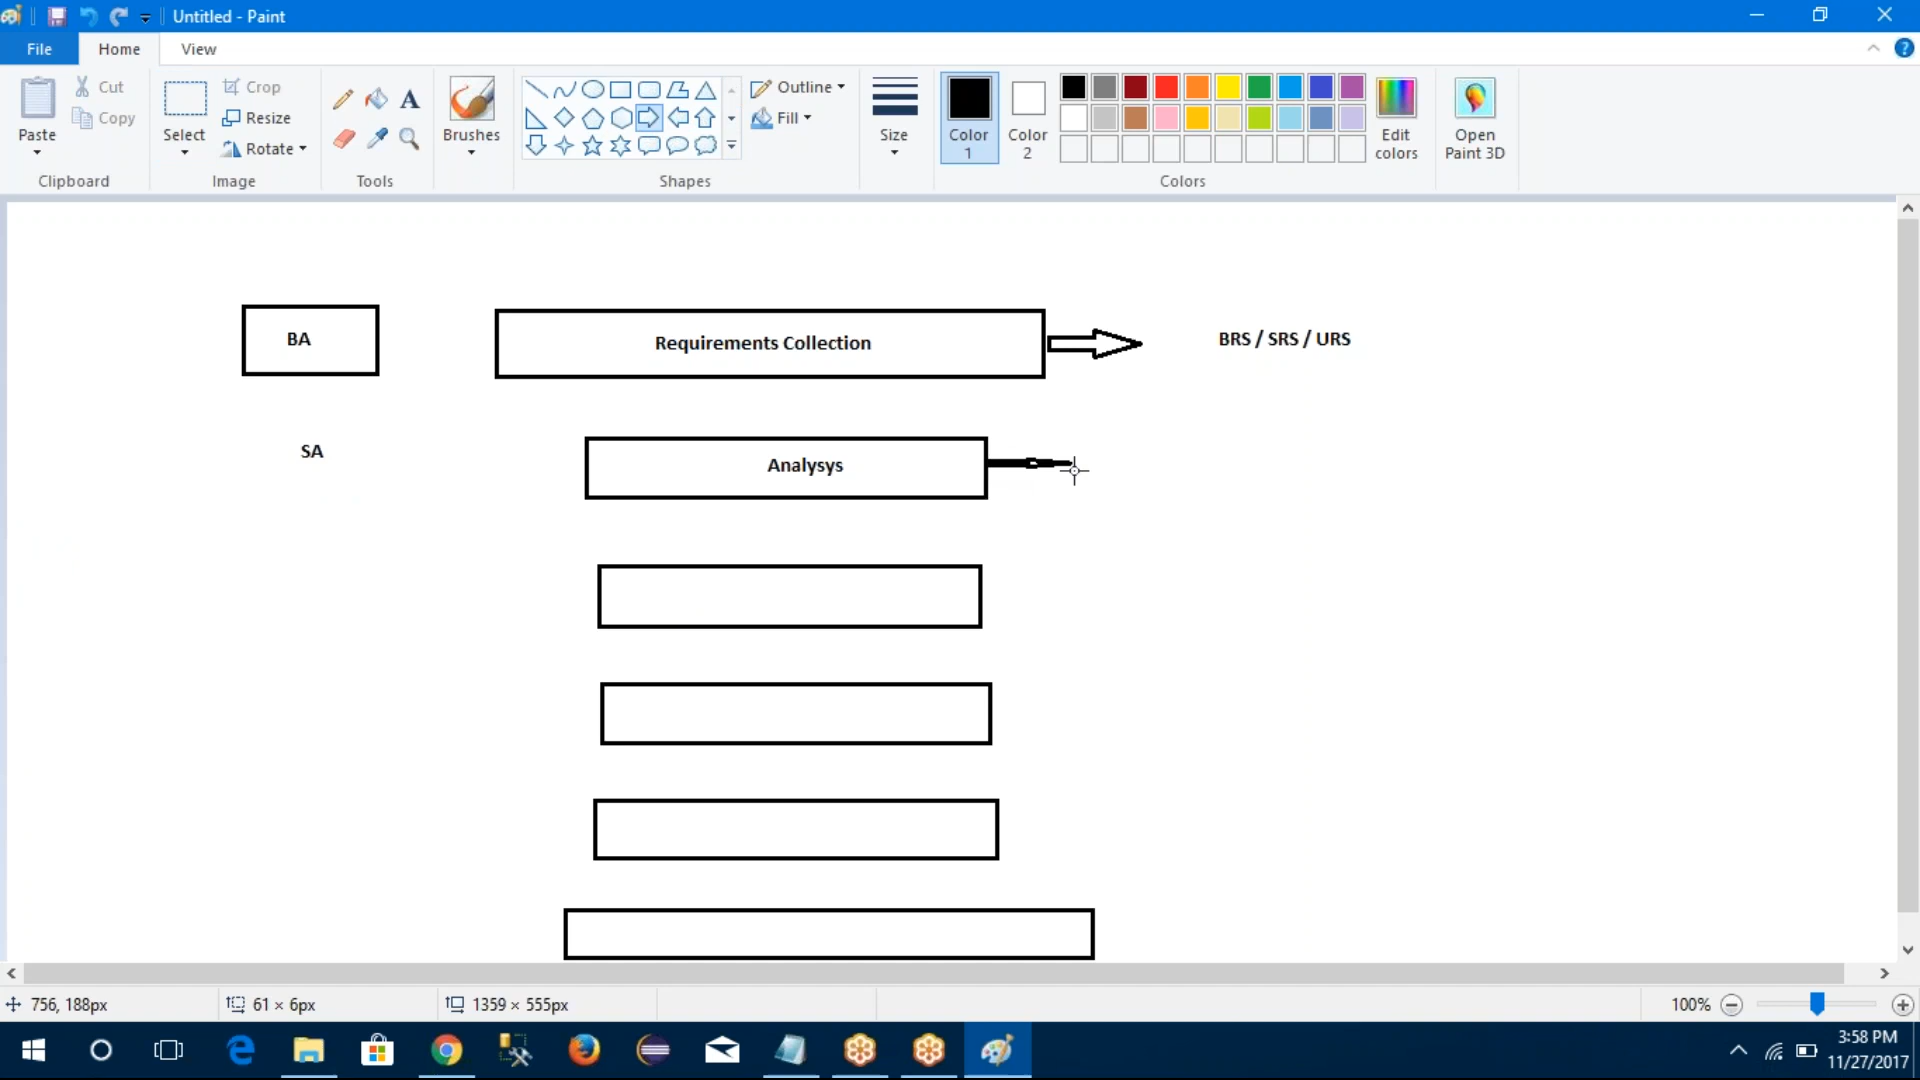 Untitled - Paint
File Home View
Paste Cut Copy Clipboard
Select Crop Resize Rotate Image
A Tools
Brushes
Outline Fill Shapes
Size
Color 1 Color 2 Edit colors Colors
Open Paint 3D
BA Requirements Collection BRS / SRS / URS
SA Analysys
756, 188px 61 × 6px 1359 × 555px 100%
3:58 PM
11/27/2017